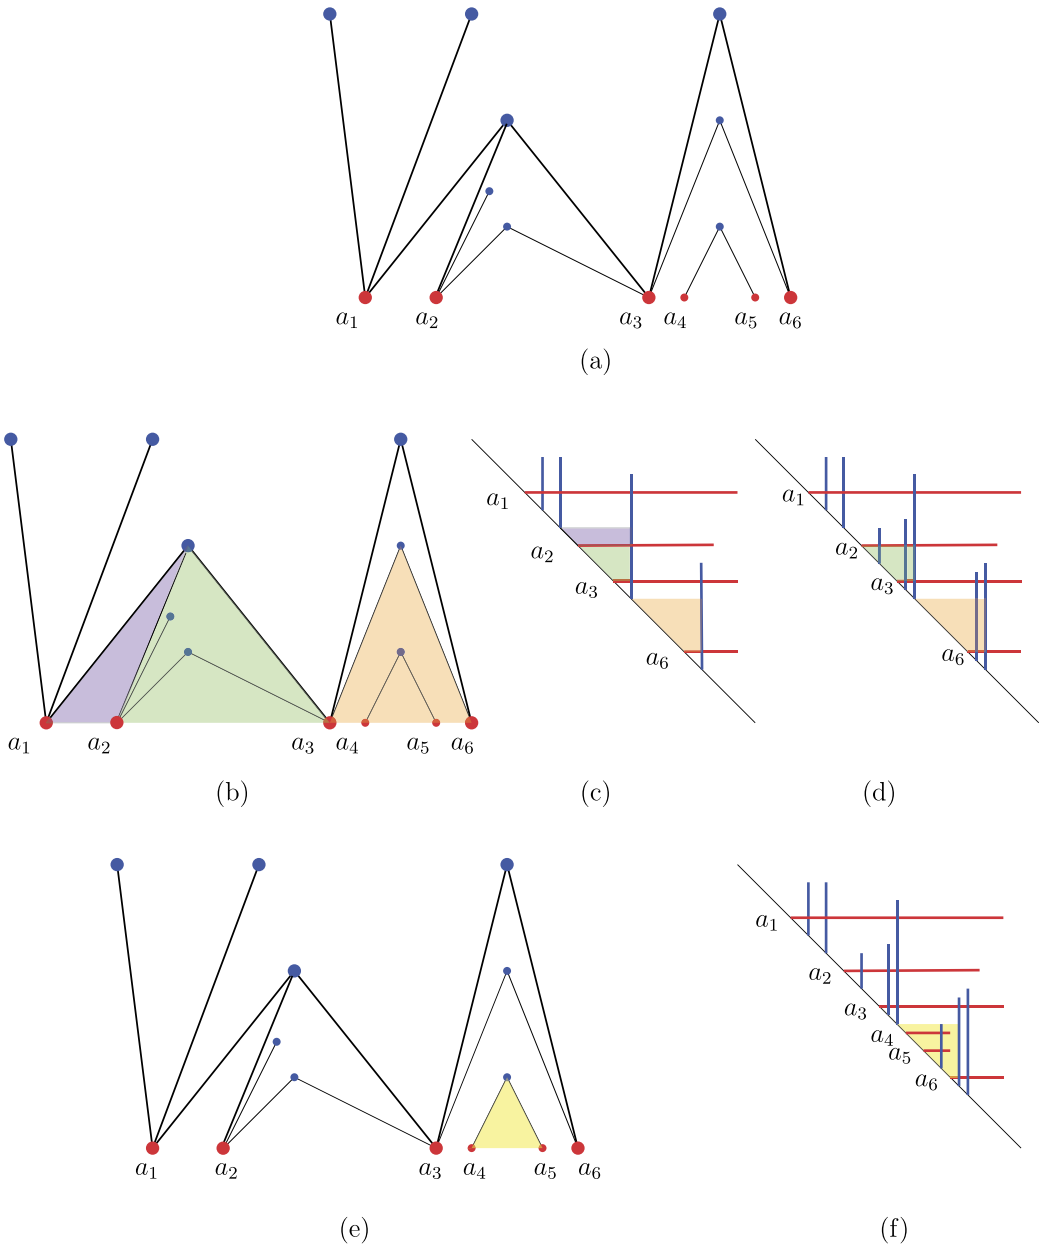 a₁ a₂ a₃ a₄ a₅ a₆
(a)
a₁
a₂
a₃
a₆
a₁
a₂
a₃
a₆
a₁ a₂ a₃ a₄ a₅ a₆
(b) (c) (d)
a₁
a₂
a₃
a₄
a₅
a₆
a₁ a₂ a₃ a₄ a₅ a₆
(e) (f)